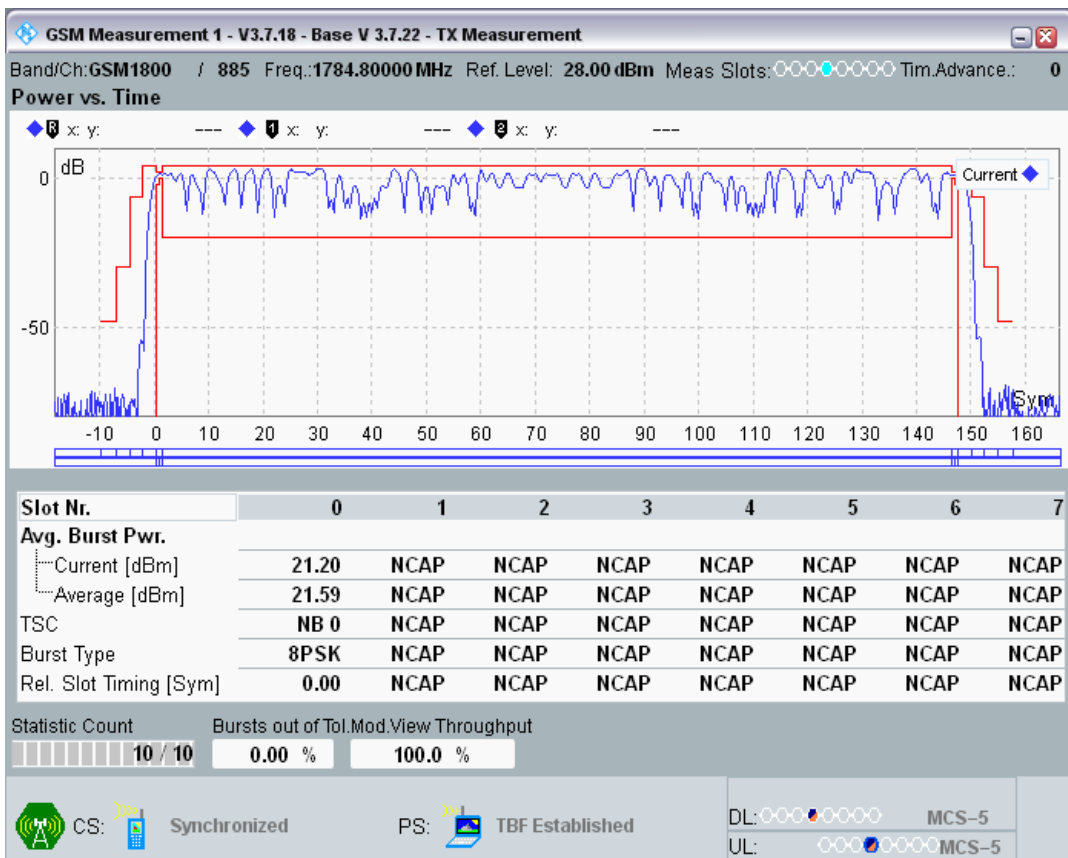 GSM Measurement 1 - V3.7.18 - Base V 3.7.22 - TX Measurement
Band/Ch:GSM1800 / 885 Freq.:1784.80000 MHz Ref. Level: 28.00 dBm Meas Slots: Tim.Advance.: 0
Power vs. Time
R x: y: --- 1 x: y: --- 2 x: y: ---
dB
Current
0
-50
Sym
-10 0 10 20 30 40 50 60 70 80 90 100 110 120 130 140 150 160
Slot Nr. 0 1 2 3 4 5 6 7
Avg. Burst Pwr.
Current [dBm] 21.20 NCAP NCAP NCAP NCAP NCAP NCAP NCAP
Average [dBm] 21.59 NCAP NCAP NCAP NCAP NCAP NCAP NCAP
TSC NB 0 NCAP NCAP NCAP NCAP NCAP NCAP NCAP
Burst Type 8PSK NCAP NCAP NCAP NCAP NCAP NCAP NCAP
Rel. Slot Timing [Sym] 0.00 NCAP NCAP NCAP NCAP NCAP NCAP NCAP
Statistic Count Bursts out of Tol.Mod.View Throughput
10 / 10 0.00 % 100.0 %
CS: Synchronized PS: TBF Established
DL: MCS-5
UL: MCS-5